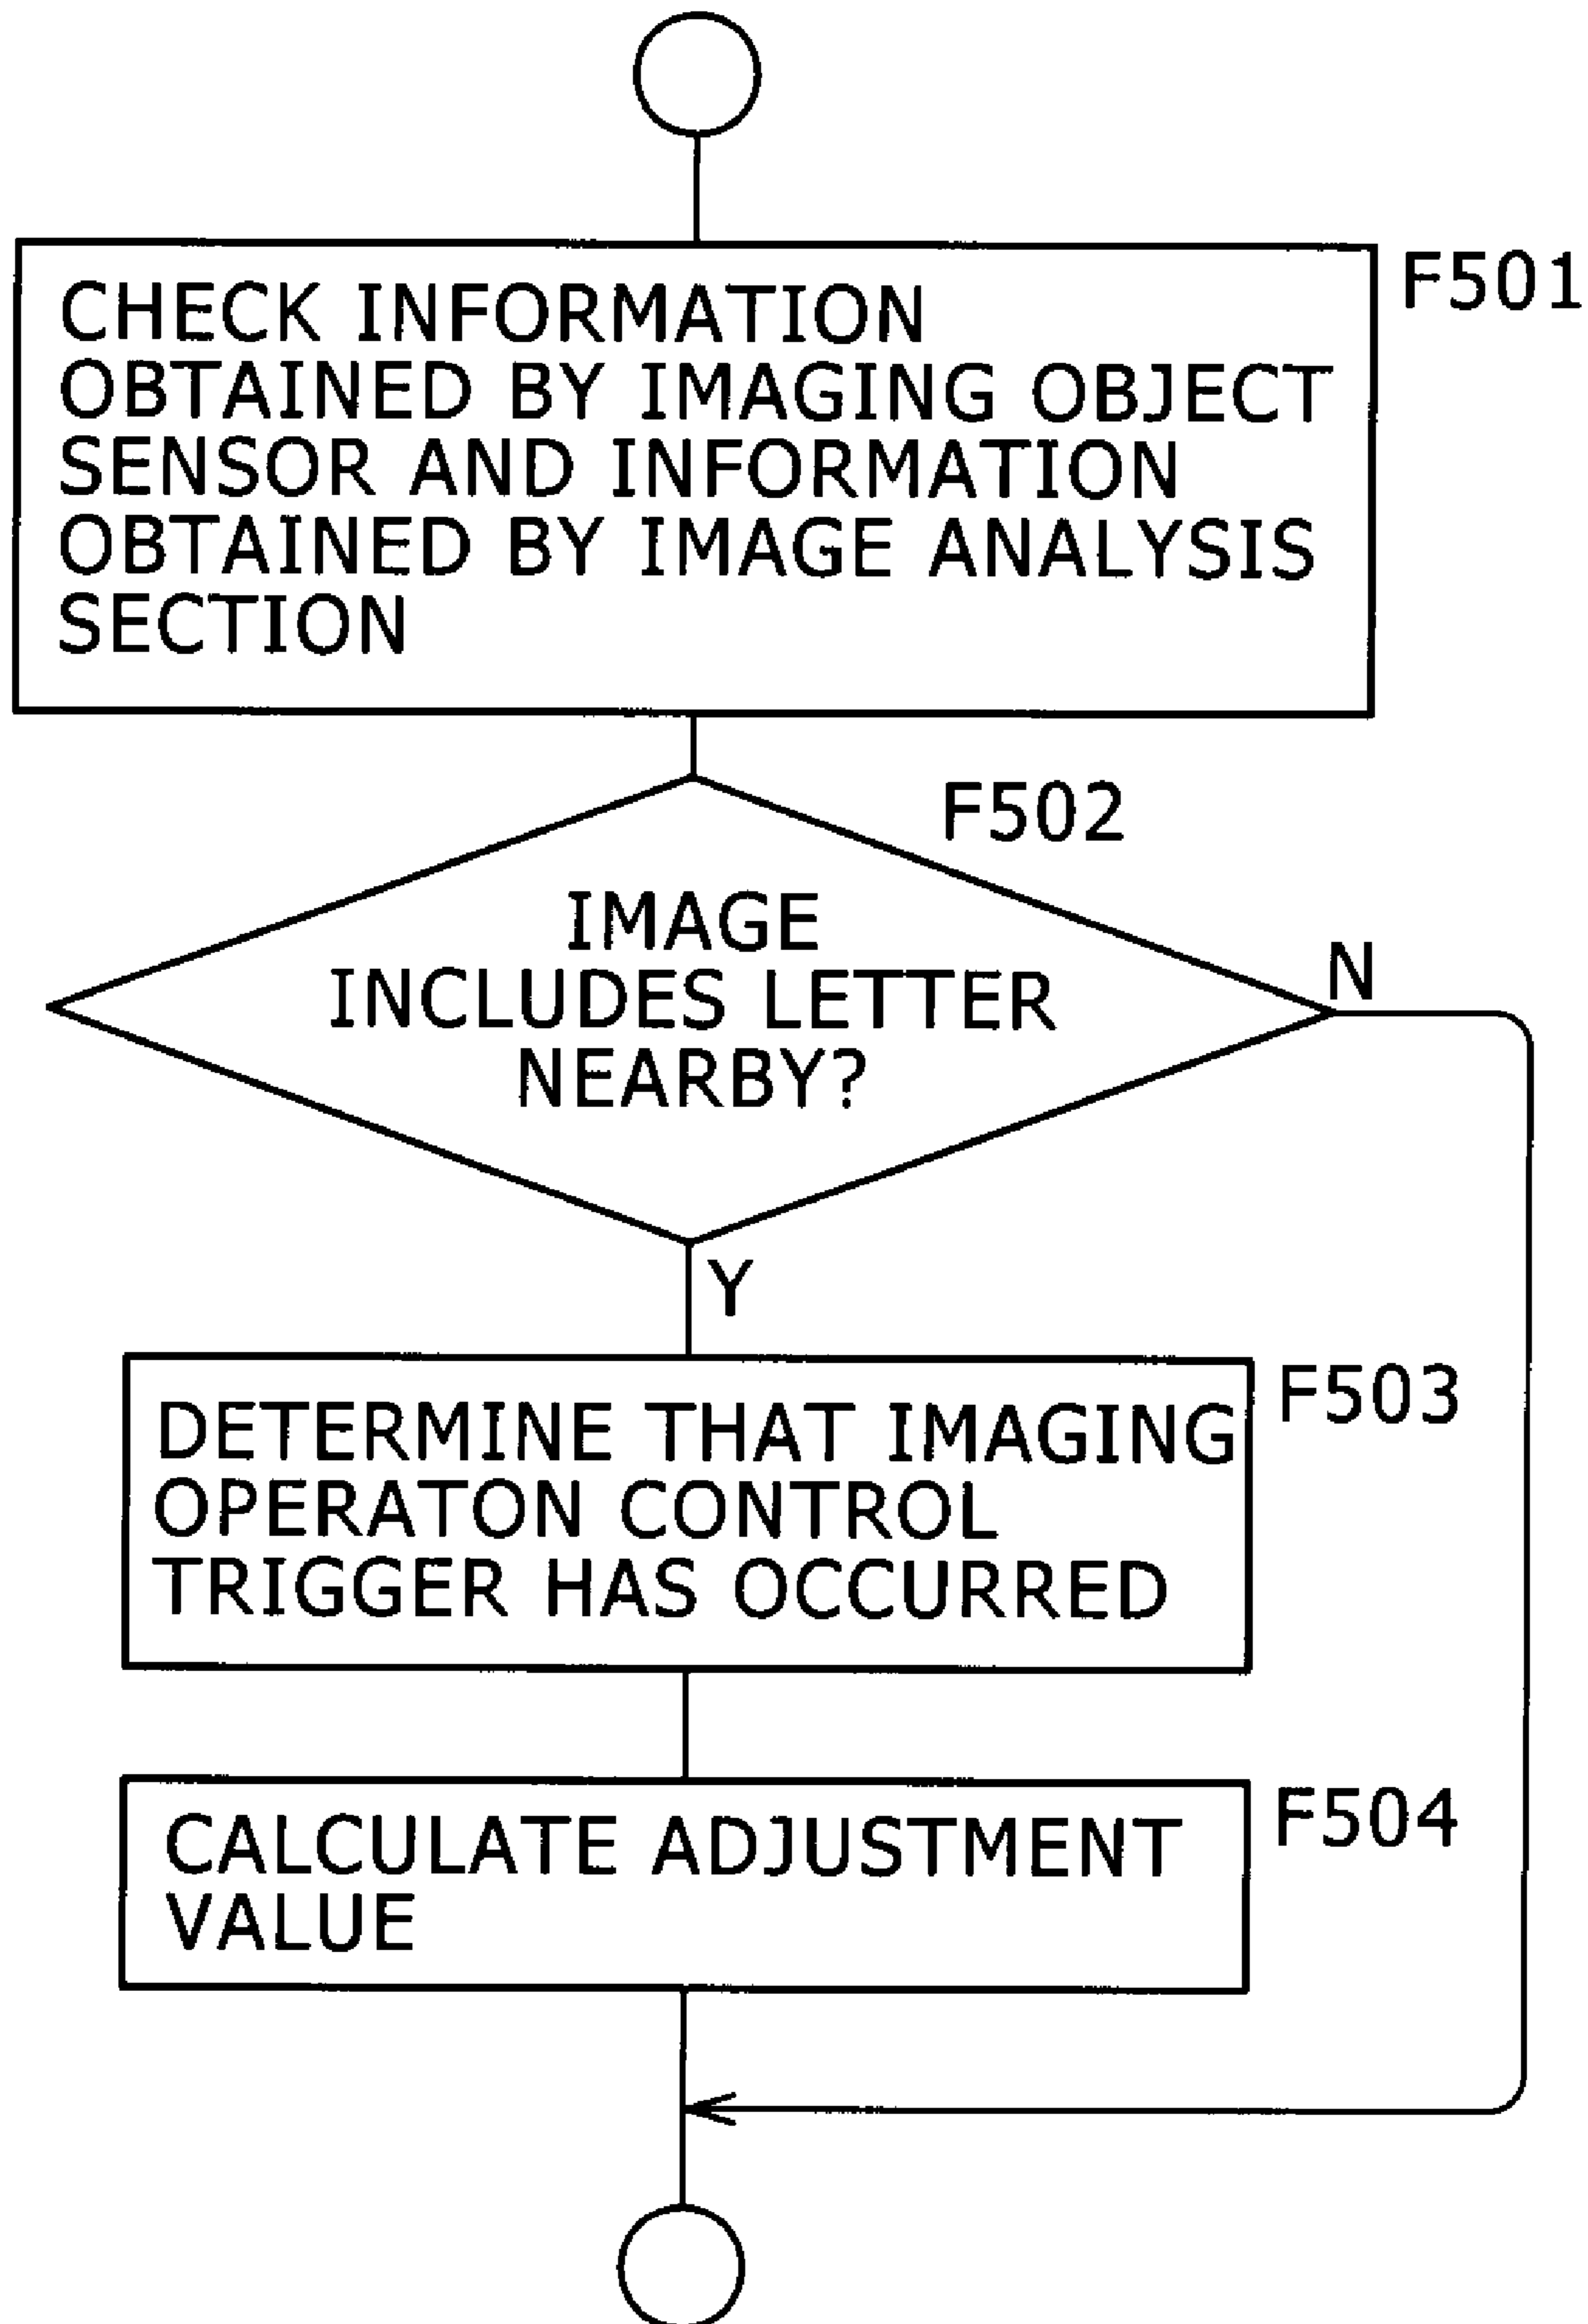 CHECK INFORMATION
OBTAINED BY IMAGING OBJECT
SENSOR AND INFORMATION
OBTAINED BY IMAGE ANALYSIS
SECTION
F501
F502
IMAGE
INCLUDES LETTER
NEARBY?
N
Y
DETERMINE THAT IMAGING
OPERATON CONTROL
TRIGGER HAS OCCURRED
F503
CALCULATE ADJUSTMENT
VALUE
F504